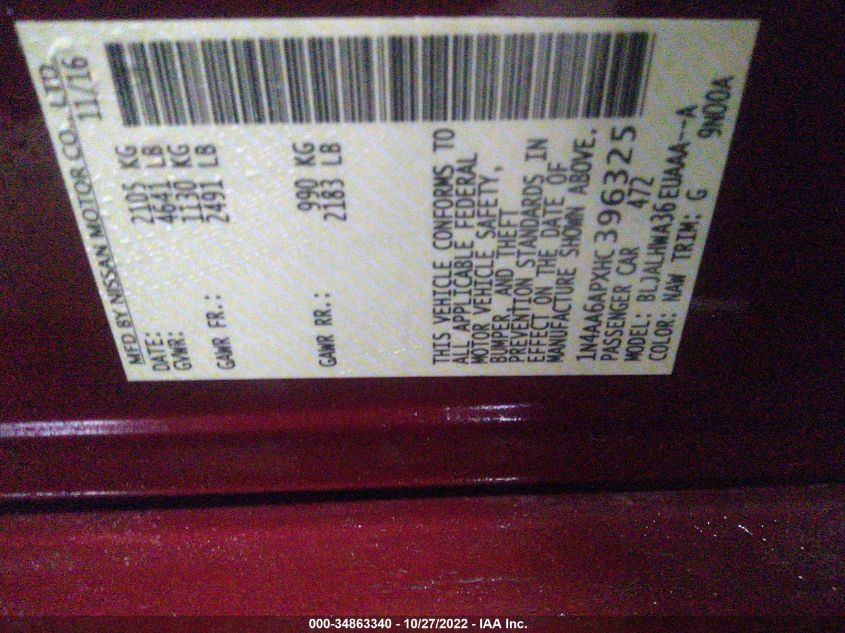 MFD BY NISSAN MOTOR CO., LTD.
DATE: 11/16
GVWR: 2105 KG
4641 LB
GAWR FR.: 1130 KG
2491 LB
GAWR RR.: 990 KG
2183 LB
THIS VEHICLE CONFORMS TO
ALL APPLICABLE FEDERAL
MOTOR VEHICLE SAFETY,
BUMPER, AND THEFT
PREVENTION STANDARDS IN
EFFECT ON THE DATE OF
MANUFACTURE SHOWN ABOVE.
1N4AA6APXHC396325
PASSENGER CAR 472
MODEL: BLJALHWA36EUAAA--A
COLOR: NAW TRIM: G 9N00A
000-34863340 - 10/27/2022 - IAA Inc.